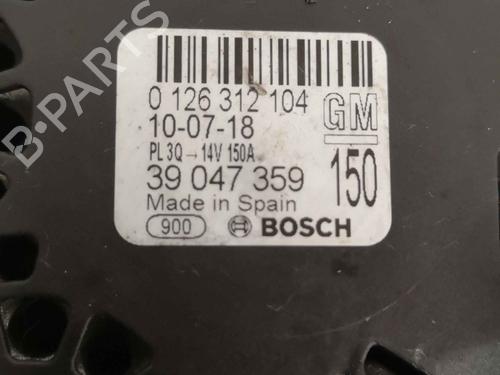 0 126 312 104
GM
10-07-18
PL 3Q → 14V 150A
39 047 359
150
Made in Spain
900
BOSCH
B-PARTS